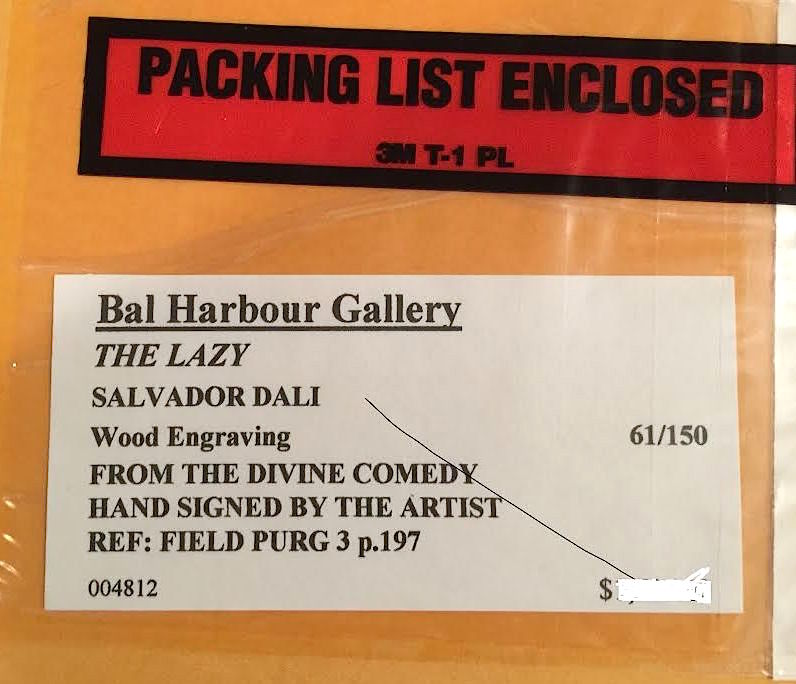 PACKING LIST ENCLOSED
3M T-1 PL
Bal Harbour Gallery
THE LAZY
SALVADOR DALI
Wood Engraving 61/150
FROM THE DIVINE COMEDY
HAND SIGNED BY THE ARTIST
REF: FIELD PURG 3 p.197
004812 $